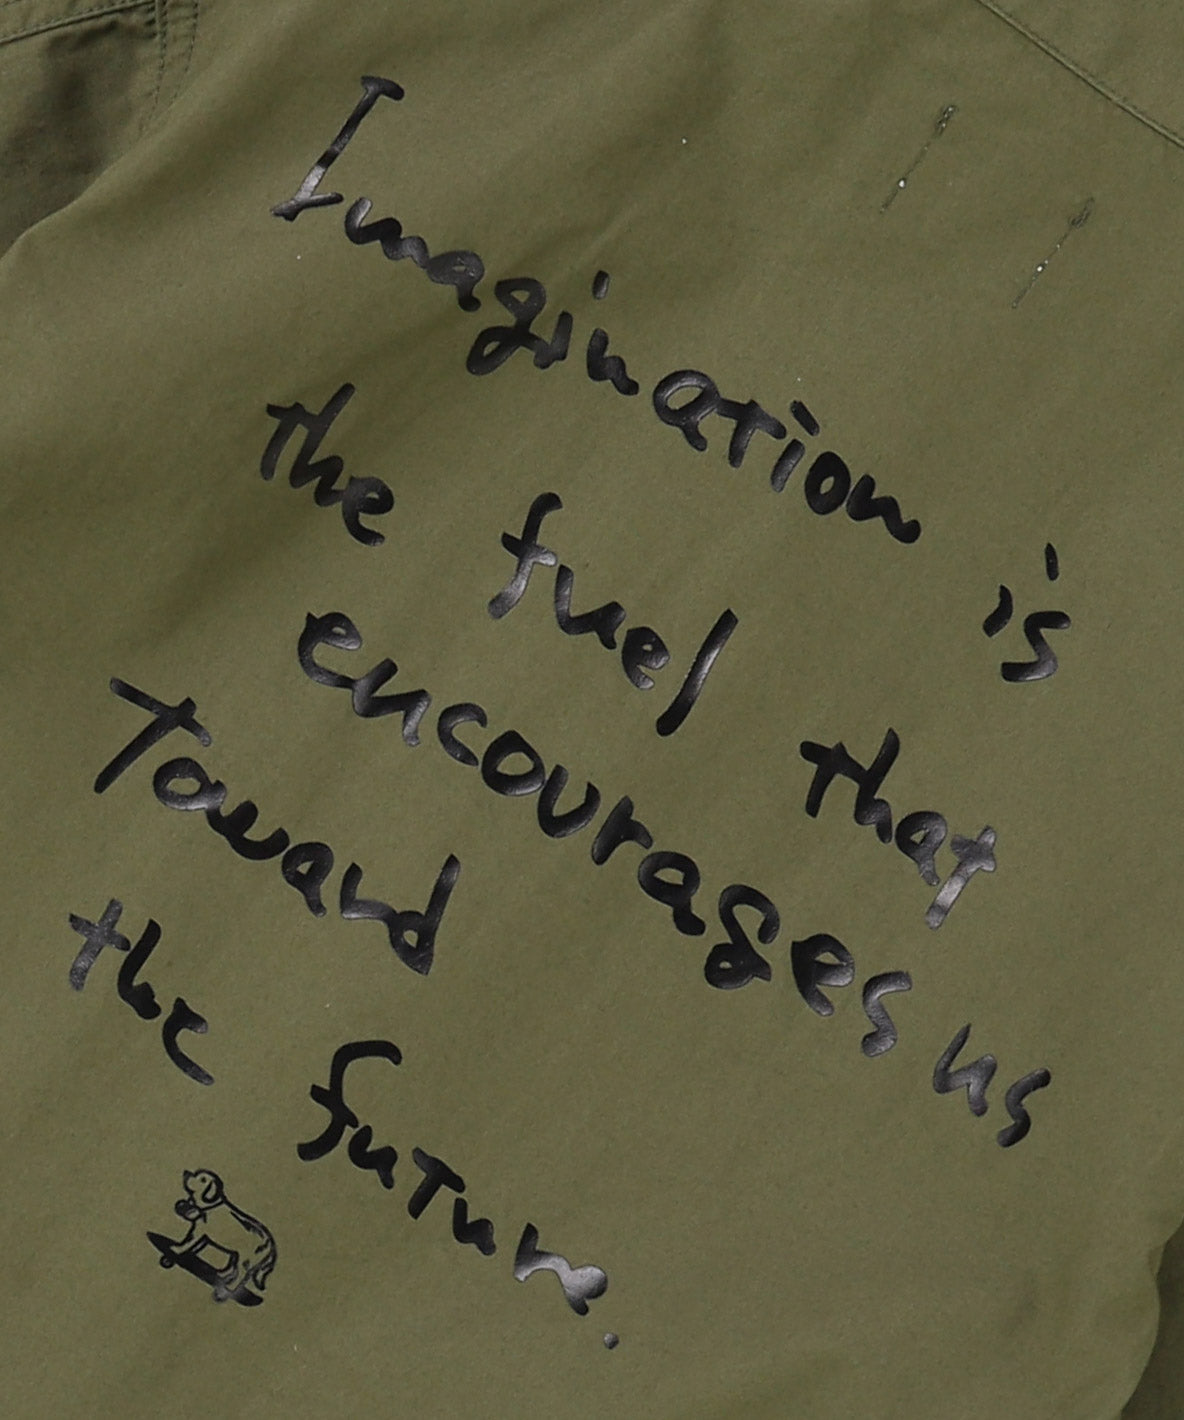 Imagination is
the fuel that
encourages us
Toward
the future.